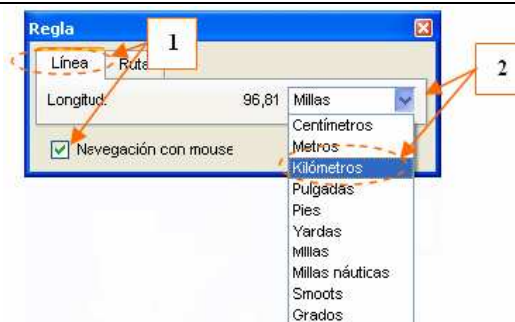 Regla
1
Línea Ruta
2
Longitud: 96,81 Millas
Centímetros
Navegación con mouse Metros
Kilómetros
Pulgadas
Pies
Yardas
Millas
Millas náuticas
Smoots
Grados